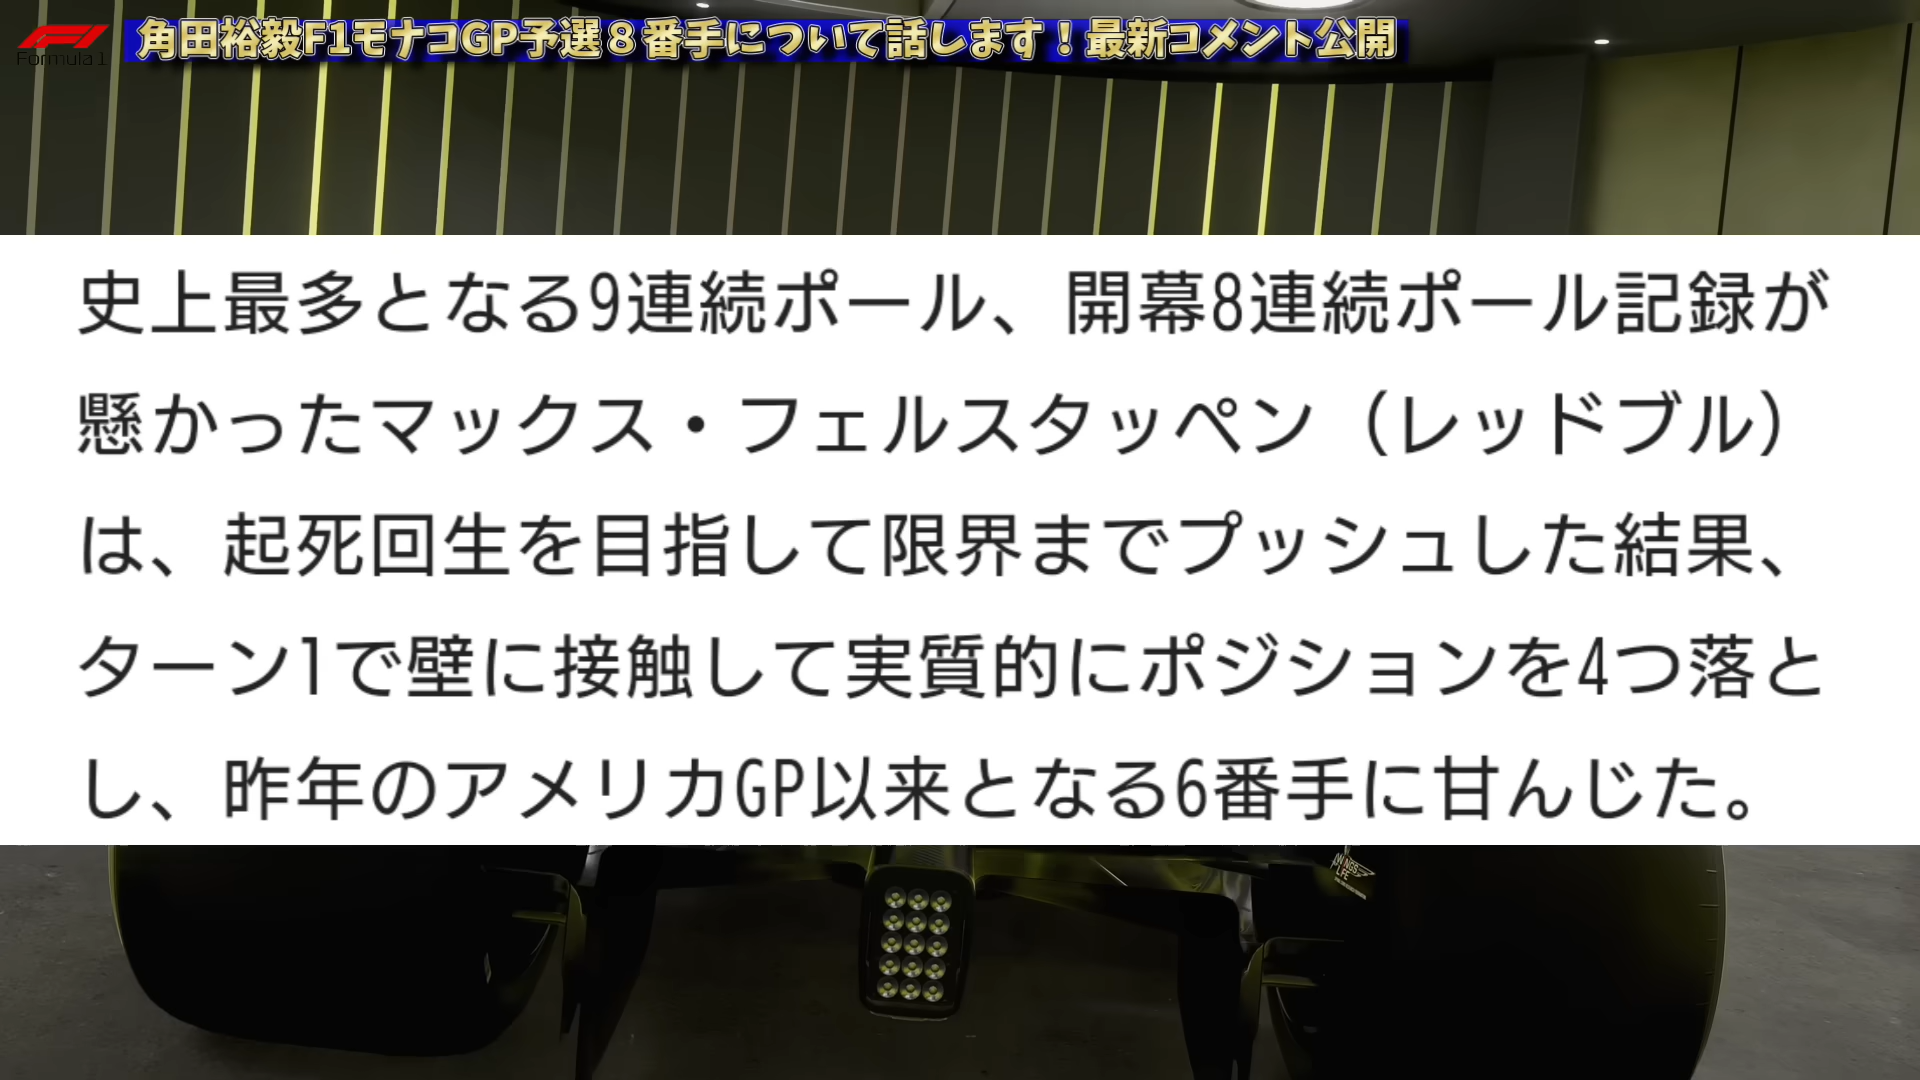 Formula 1
角田裕毅F1モナコGP予選８番手について話します！最新コメント公開
史上最多となる9連続ポール、開幕8連続ポール記録が
懸かったマックス・フェルスタッペン（レッドブル）
は、起死回生を目指して限界までプッシュした結果、
ターン1で壁に接触して実質的にポジションを4つ落と
し、昨年のアメリカGP以来となる6番手に甘んじた。
WINGS
LIFE